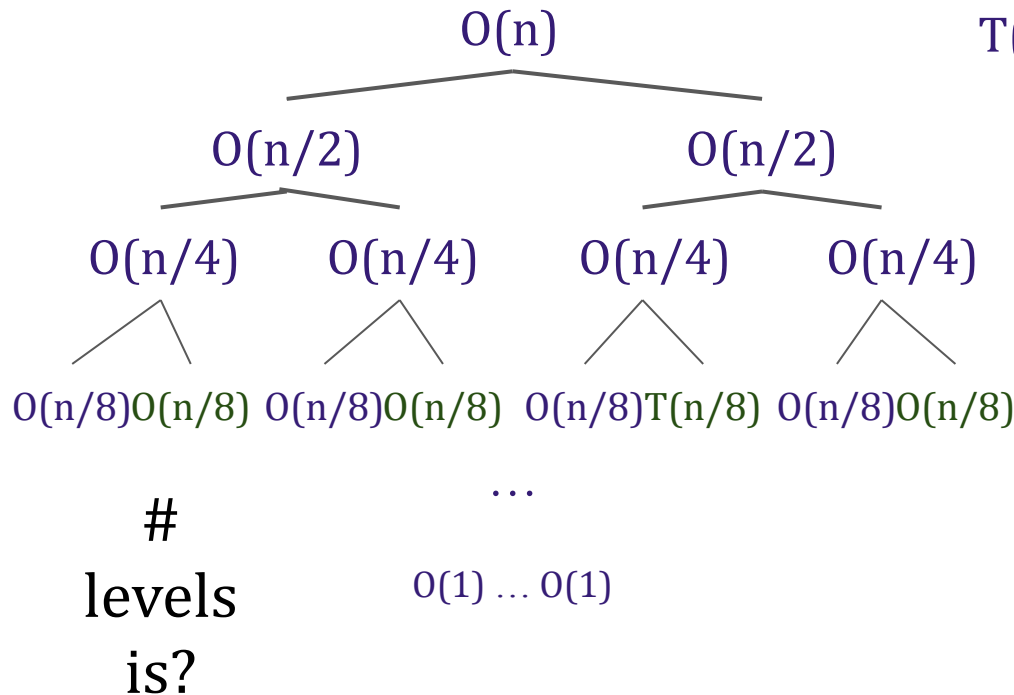 O(n) T(
O(n/2) O(n/2)
O(n/4) O(n/4) O(n/4) O(n/4)
O(n/8)O(n/8) O(n/8)O(n/8) O(n/8)T(n/8) O(n/8)O(n/8)
...
#
levels
is?
O(1) ... O(1)